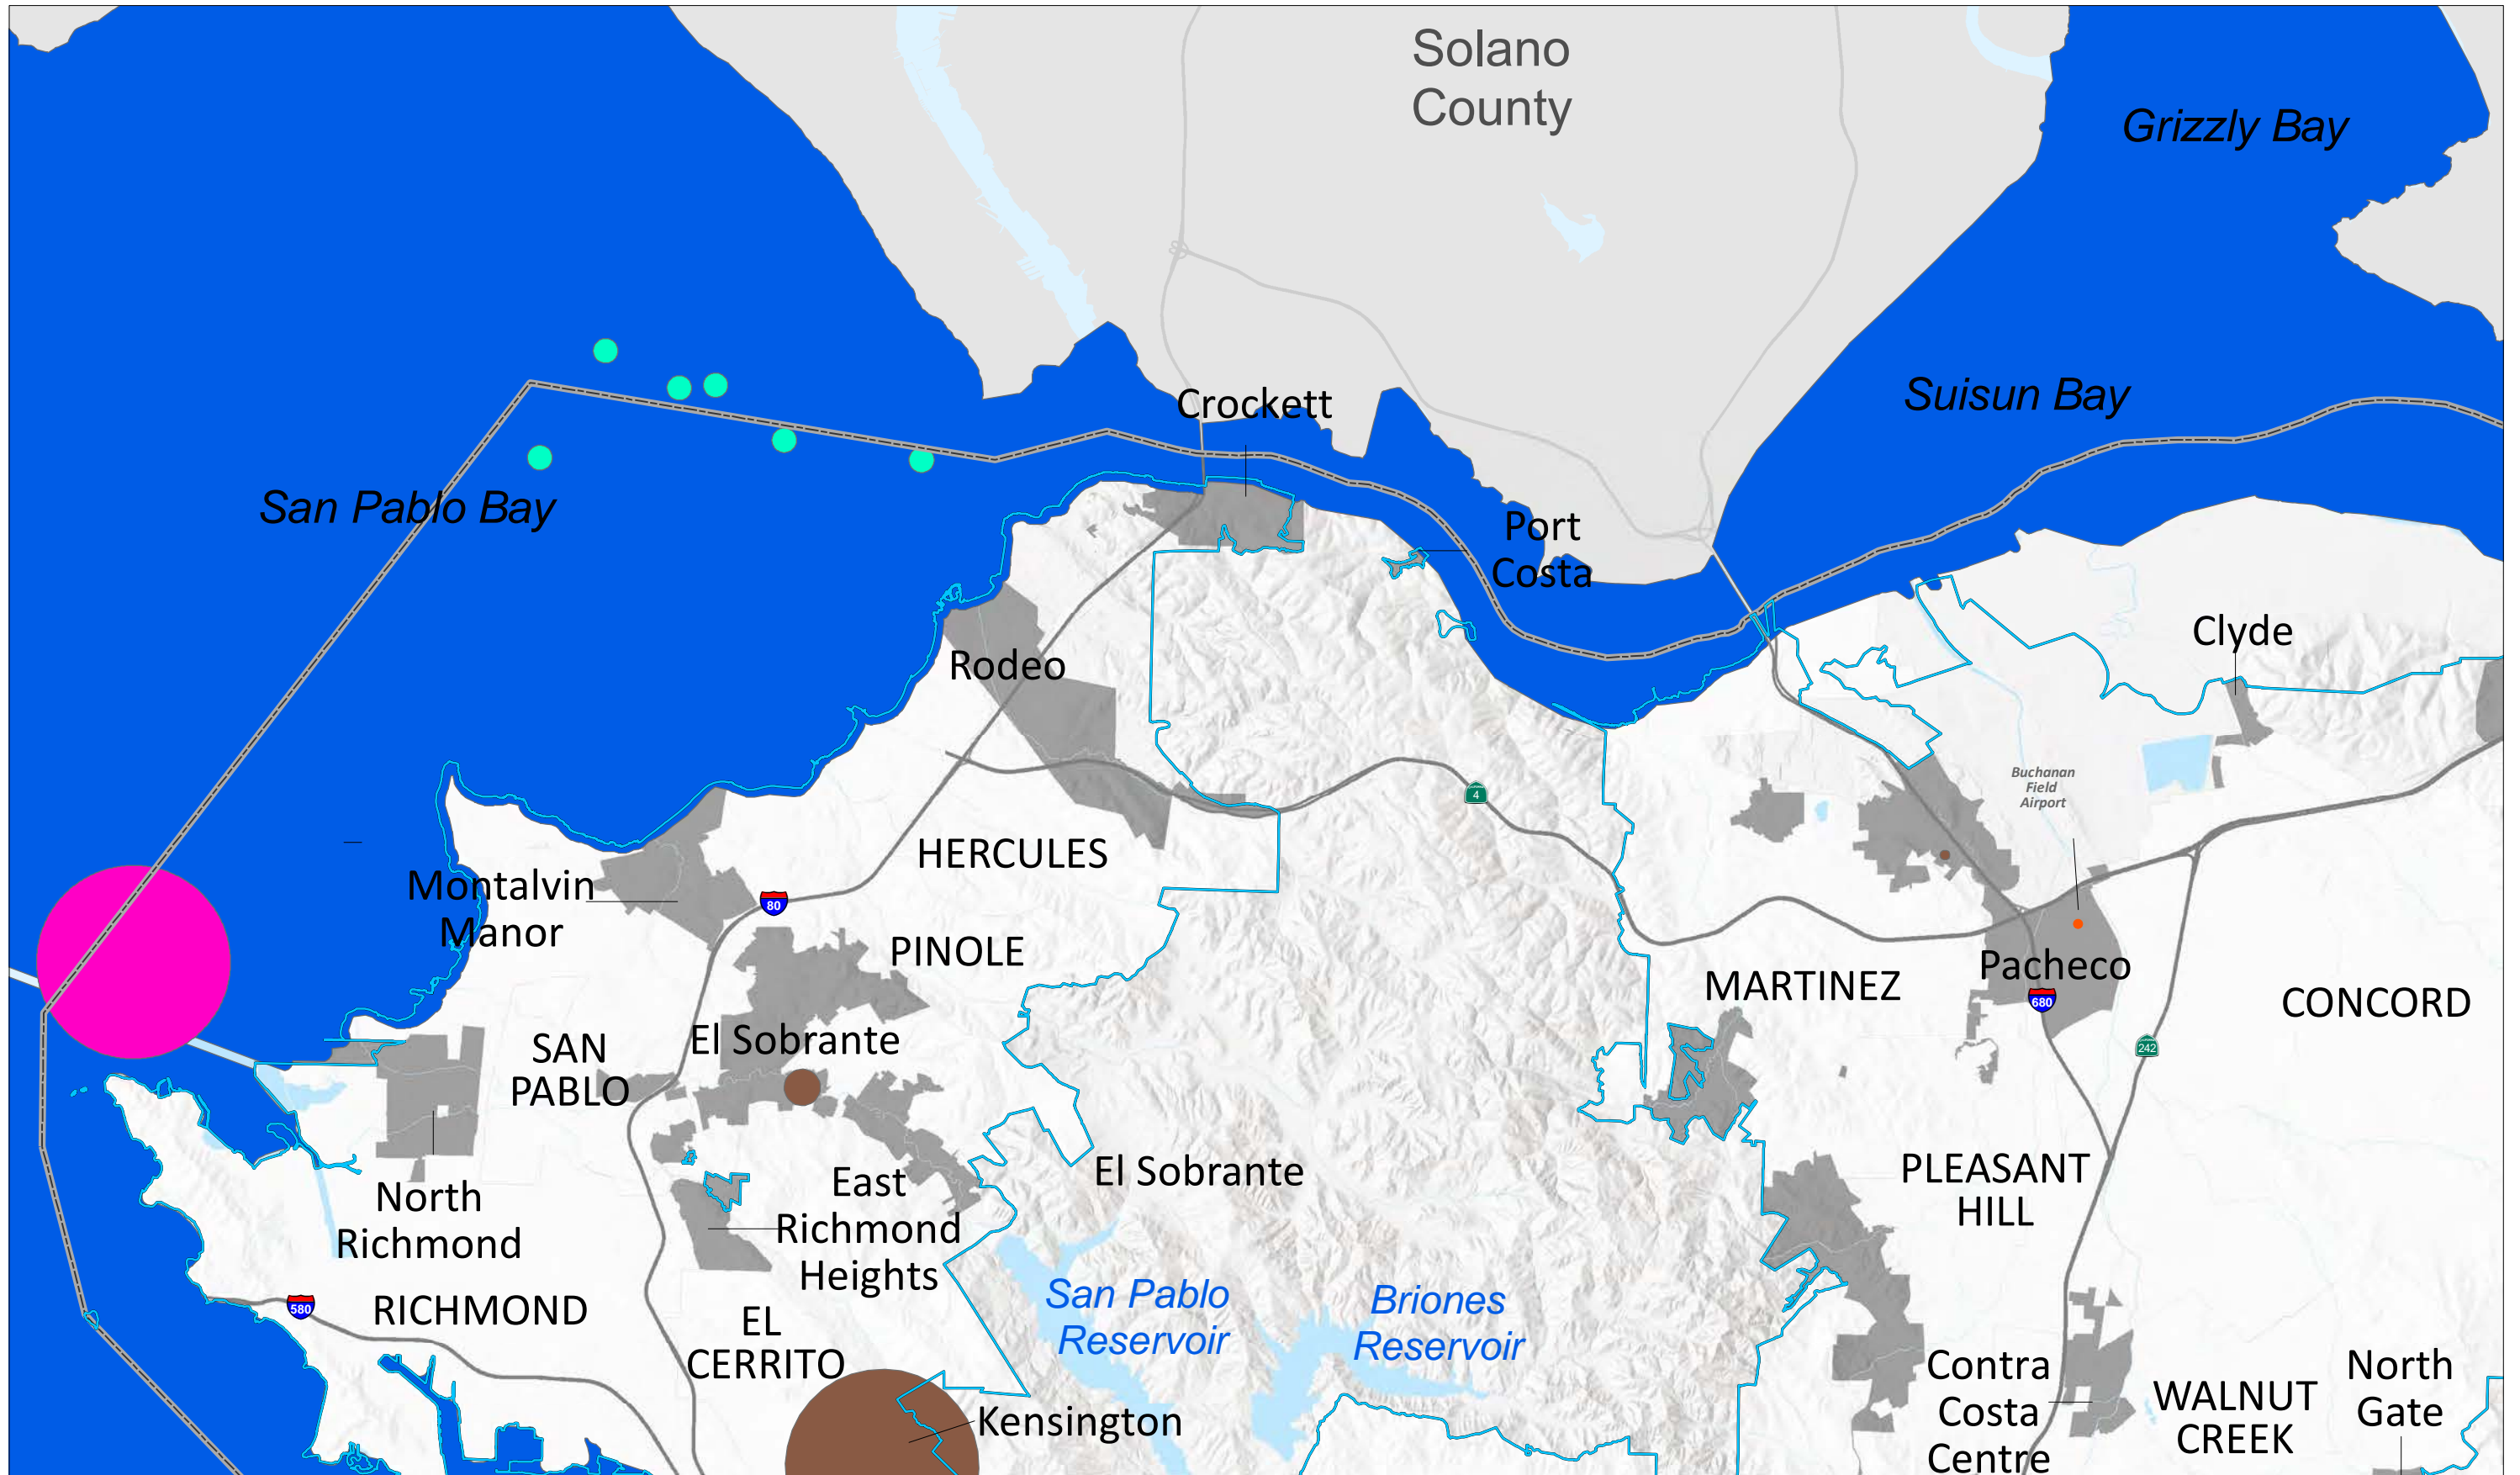 Solano
County
Grizzly Bay
Suisun Bay
Crockett
San Pablo Bay
Port
Costa
Clyde
Rodeo
Buchanan
Field
Airport
4
HERCULES
Montalvin
Manor
80
PINOLE
Pacheco
MARTINEZ
680
CONCORD
SAN
PABLO
El Sobrante
242
El Sobrante
PLEASANT
HILL
East
Richmond
Heights
North
Richmond
San Pablo
Reservoir
Briones
Reservoir
580
RICHMOND
EL
CERRITO
Contra
Costa
Centre
WALNUT
CREEK
North
Gate
Kensington